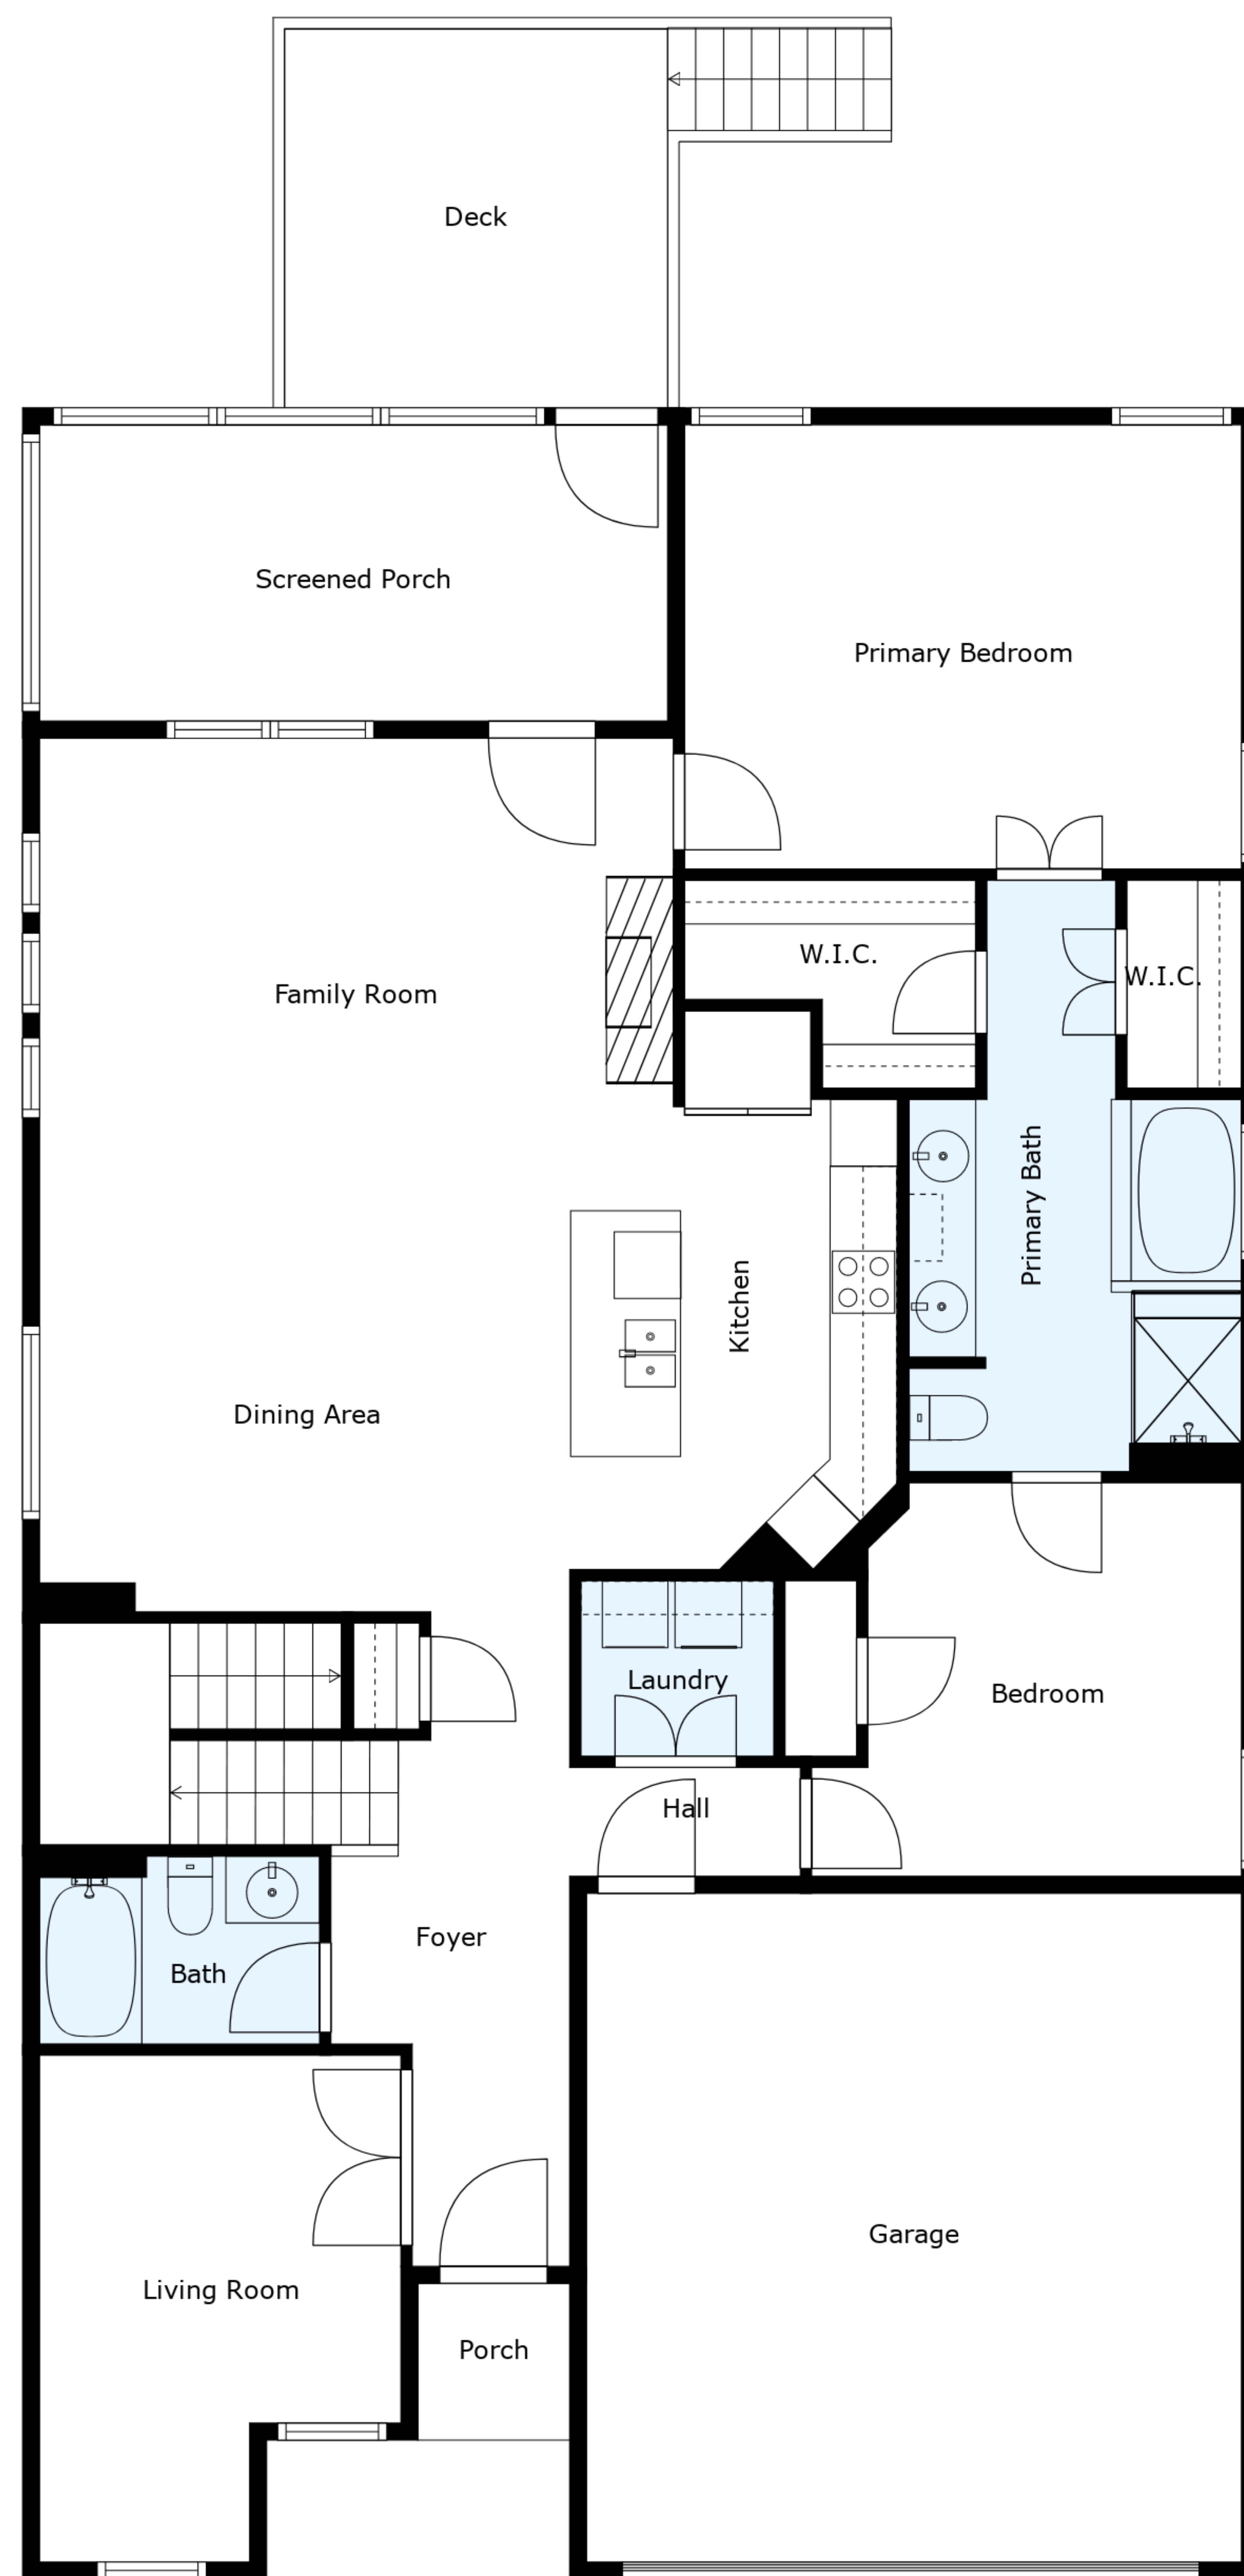 Deck
Screened Porch
Primary Bedroom
W.I.C.
W.I.C.
Family Room
Primary Bath
Kitchen
Dining Area
Laundry
Bedroom
Hall
Foyer
Bath
Garage
Living Room
Porch